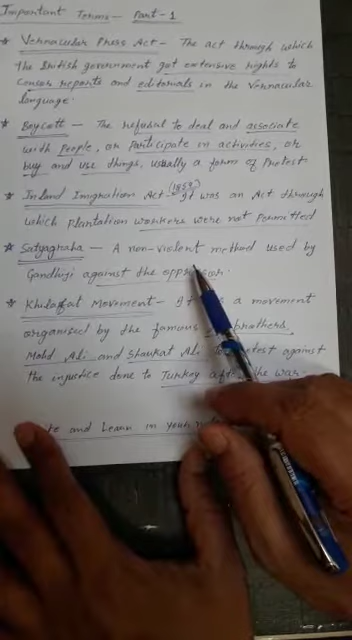 Important Terms - Part-1
* Vernacular Press Act - The act through which
the British government got extensive rights to
censor reports and editorials in the vernacular
language.
* Boycott - The refusal to deal and associate
with people, or participate in activities, or
buy and use things, usually a form of Protest
* Inland Emigration Act - (1859) It was an Act through
which plantation workers were not permitted
* Satyagraha - A non-violent method used by
Gandhiji against the oppression.
* Khilafat Movement - It a movement
organised by the famous brothers,
Mohd Ali and Shaukat Ali to protest against
the injustice done to Turkey after the war.
and Learn in your